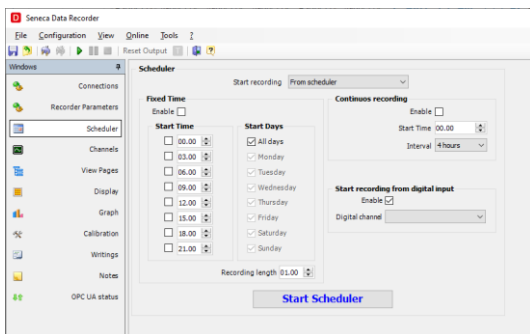 Seneca Data Recorder
File Configuration View Online Tools ?
Reset Output
Windows
Connections
Recorder Parameters
Scheduler
Channels
View Pages
Display
Graph
Calibration
Writings
Notes
OPC UA status
Scheduler
Start recording From scheduler
Fixed Time
Enable
Start Time
00.00
03.00
06.00
09.00
12.00
15.00
18.00
21.00
Start Days
All days
Monday
Tuesday
Wednesday
Thursday
Friday
Saturday
Sunday
Recording length 01.00
Continuos recording
Enable
Start Time 00.00
Interval 4hours
Start recording from digital input
Enable
Digital channel
Start Scheduler